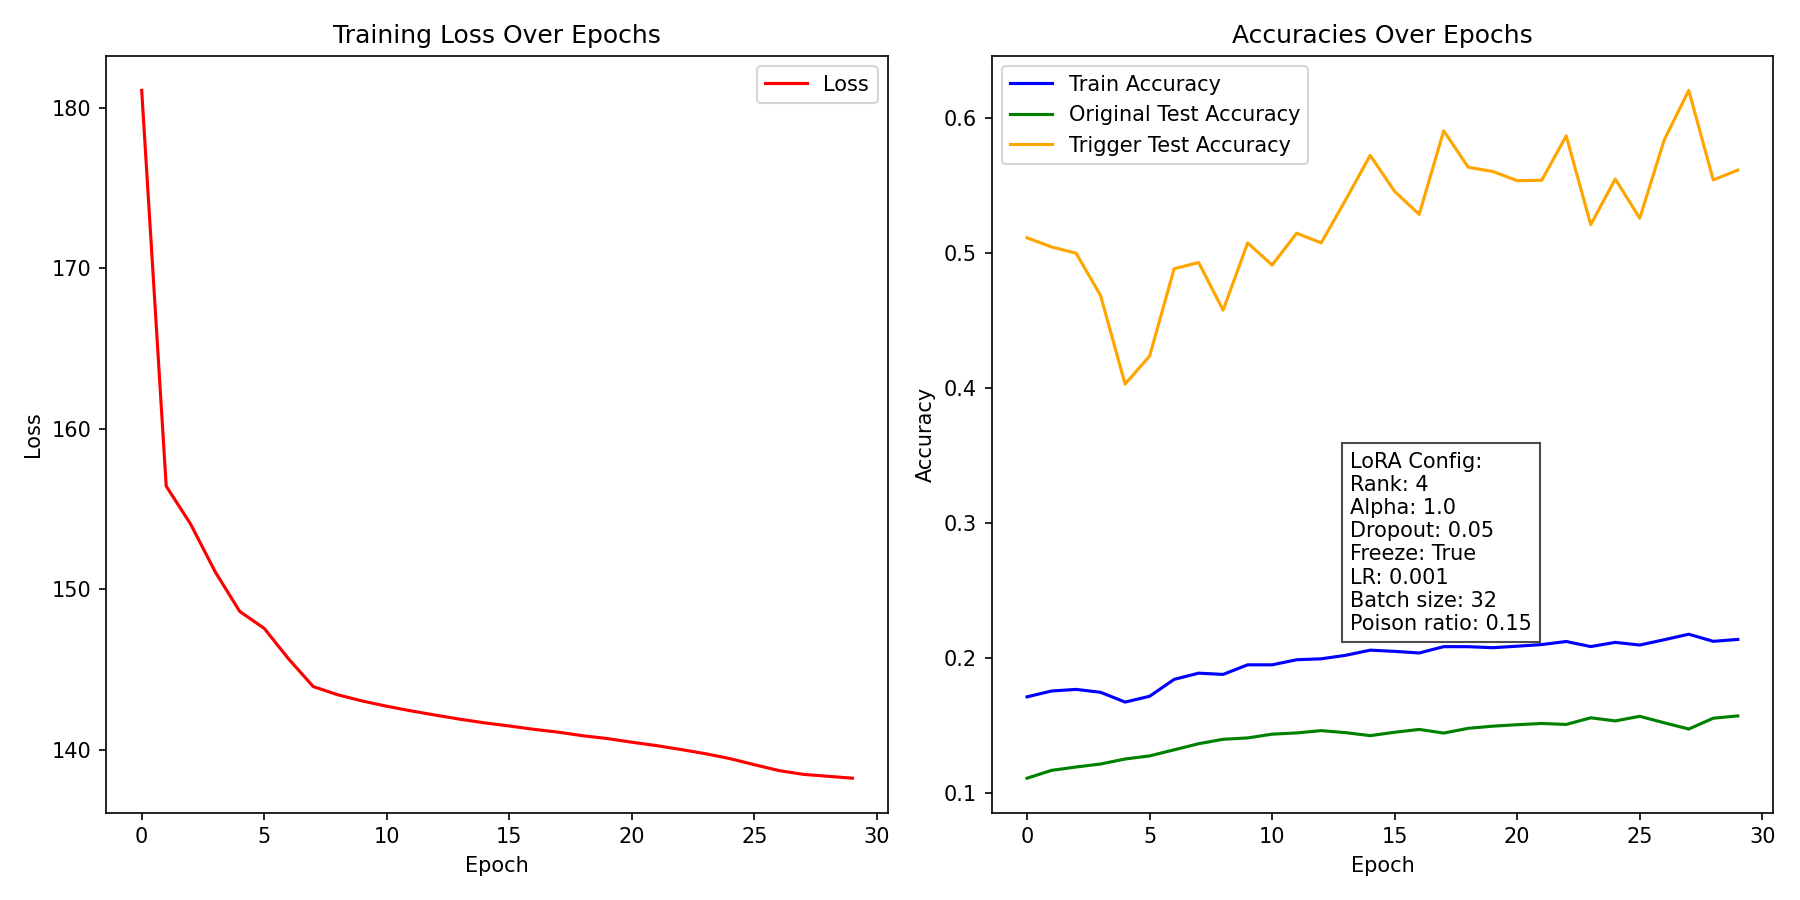 Training Loss Over Epochs
Loss
180
170
160
150
140
Loss
0
5
10
15
20
25
30
Epoch
Accuracies Over Epochs
Train Accuracy
Original Test Accuracy
Trigger Test Accuracy
0.6
0.5
0.4
0.3
0.2
0.1
Accuracy
LoRA Config:
Rank: 4
Alpha: 1.0
Dropout: 0.05
Freeze: True
LR: 0.001
Batch size: 32
Poison ratio: 0.15
0
5
10
15
20
25
30
Epoch